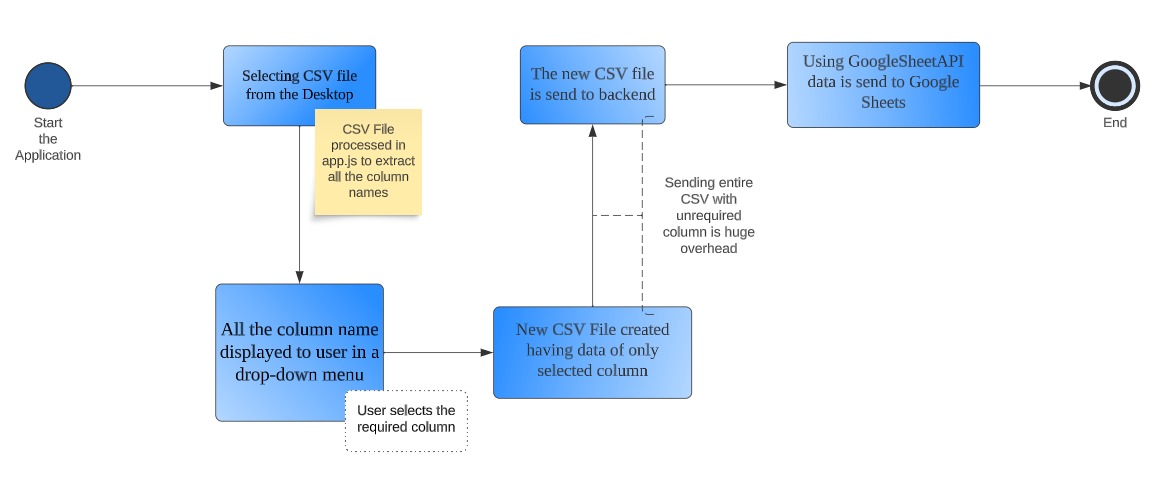 Start
the
Application
Selecting CSV file
from the Desktop
CSV File
processed in
app.js to extract
all the column
names
All the column name
displayed to user in a
drop-down menu
User selects the
required column
New CSV File created
having data of only
selected column
Sending entire
CSV with
unrequired
column is huge
overhead
The new CSV file
is send to backend
Using GoogleSheetAPI
data is send to Google
Sheets
End